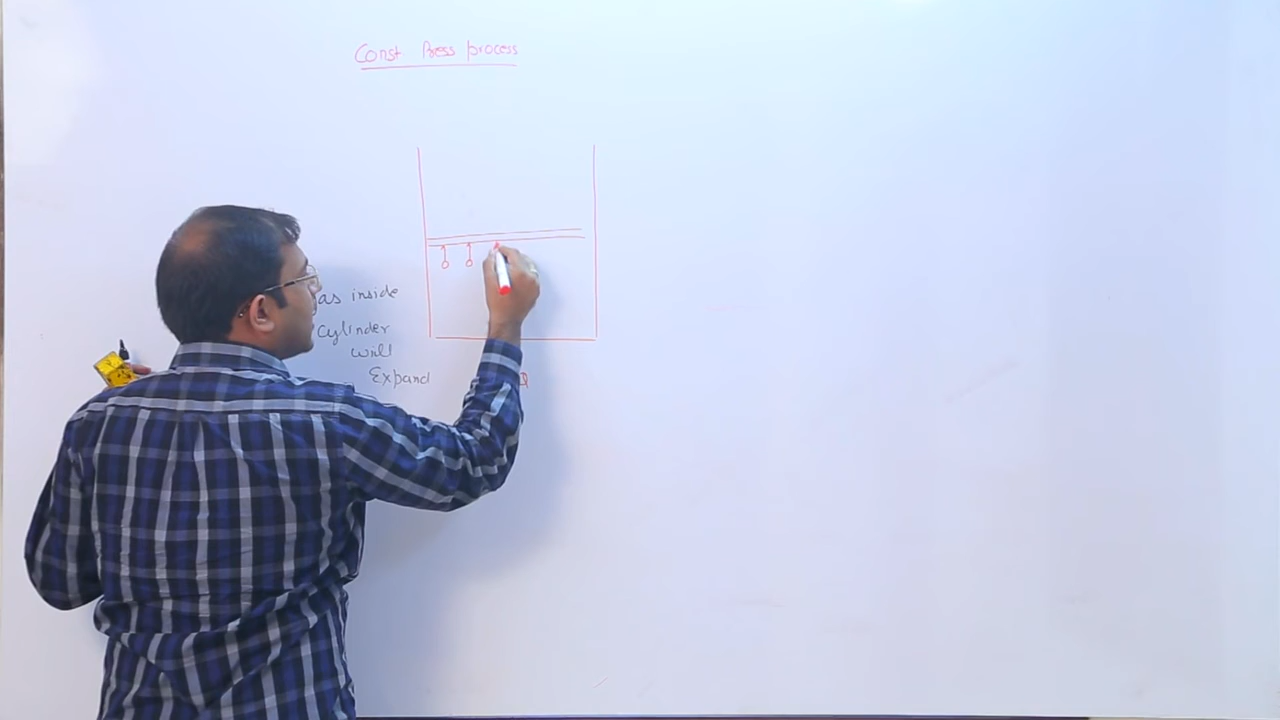 Const. Press process
as inside
cylinder
will
Expand
Q